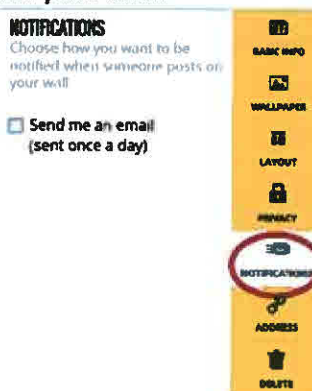 NOTIFICATIONS
Choose how you want to be
notified when someone posts on
your wall
Send me an email
(sent once a day)
BASIC INFO
WALLPAPER
LAYOUT
PRIVACY
NOTIFICATIONS
ADDRESS
DELETE